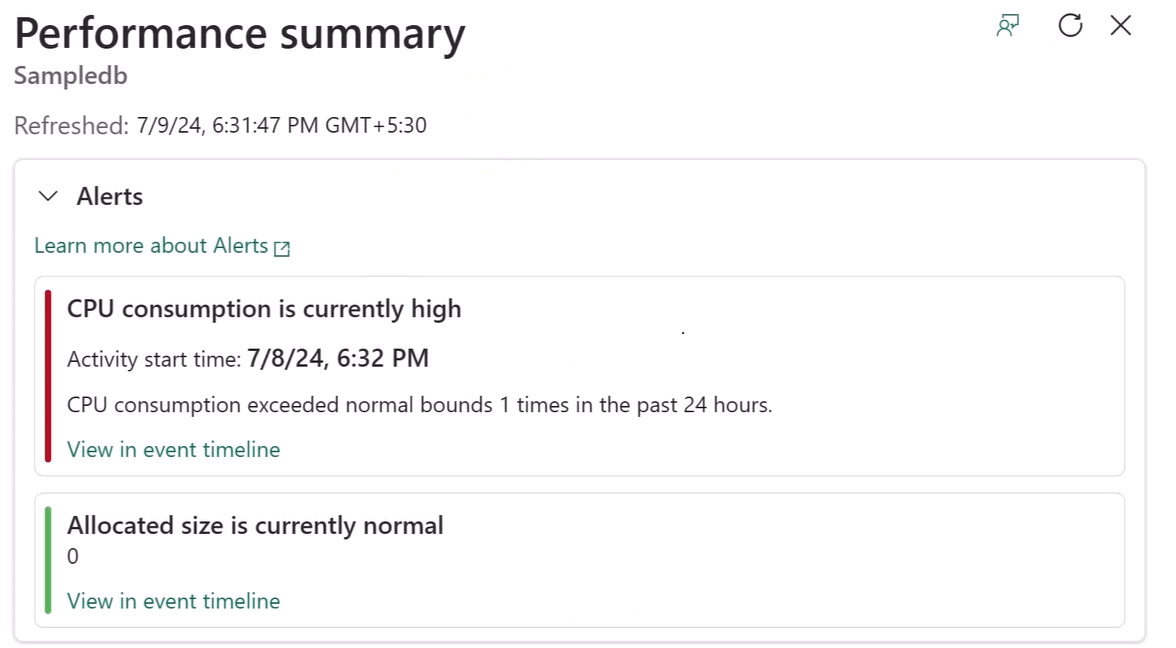 Performance summary
Sampledb
Refreshed: 7/9/24, 6:31:47 PM GMT+5:30
Alerts
Learn more about Alerts
CPU consumption is currently high
Activity start time: 7/8/24, 6:32 PM
CPU consumption exceeded normal bounds 1 times in the past 24 hours.
View in event timeline
Allocated size is currently normal
0
View in event timeline